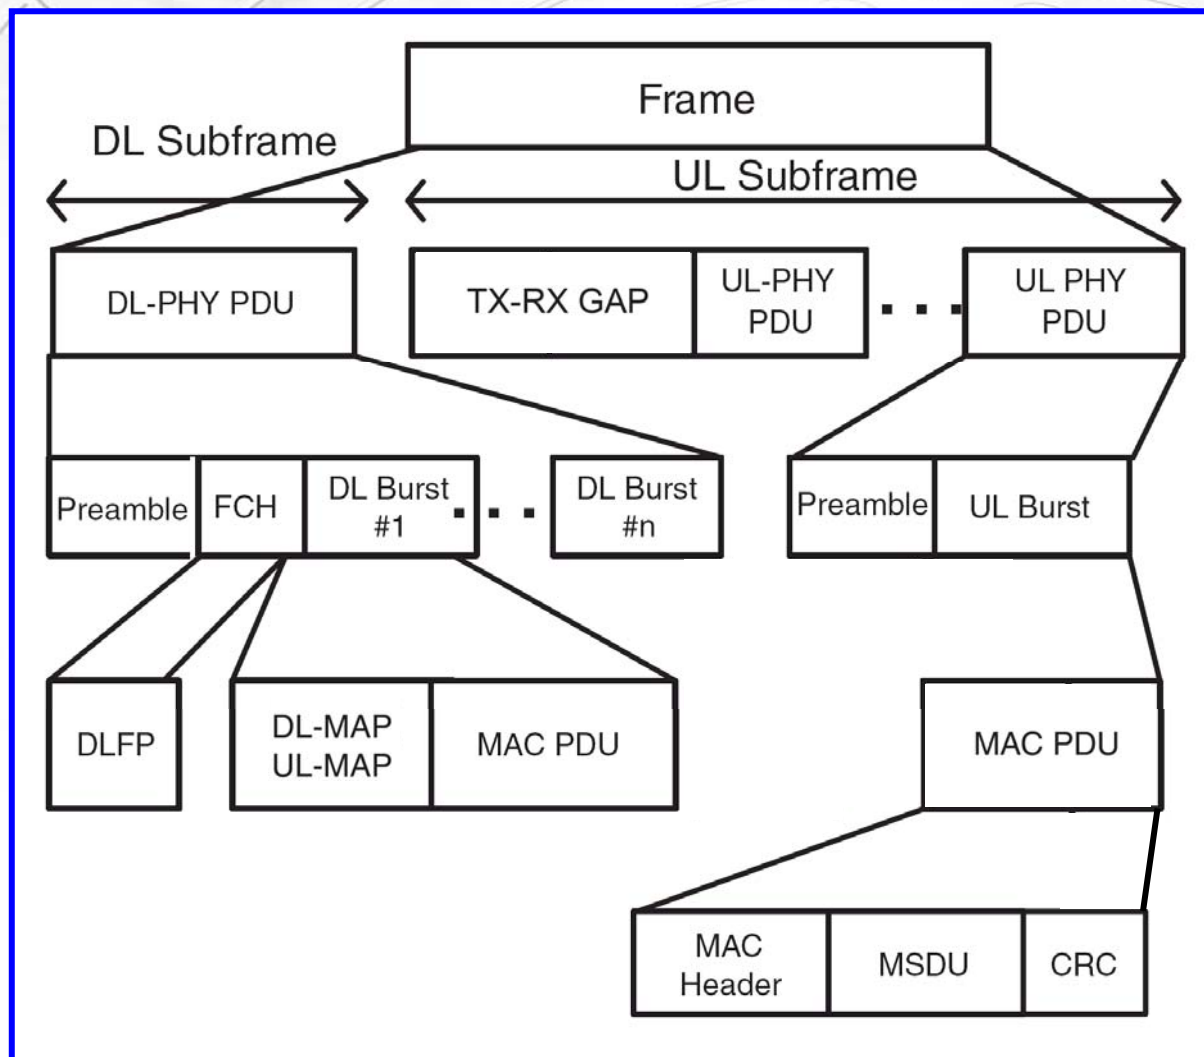 Frame
DL Subframe
UL Subframe
DL-PHY PDU
TX-RX GAP
UL-PHY
PDU
UL PHY
PDU
Preamble
FCH
DL Burst
#1
DL Burst
#n
Preamble
UL Burst
DLFP
DL-MAP
UL-MAP
MAC PDU
MAC PDU
MAC
Header
MSDU
CRC